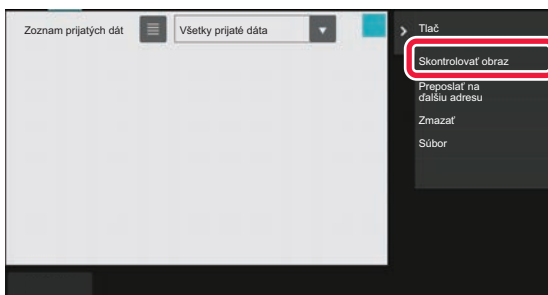 Zoznam prijatých dát
Všetky prijaté dáta
Tlač
Skontrolovať obraz
Preposlať na
ďalšiu adresu
Zmazať
Súbor